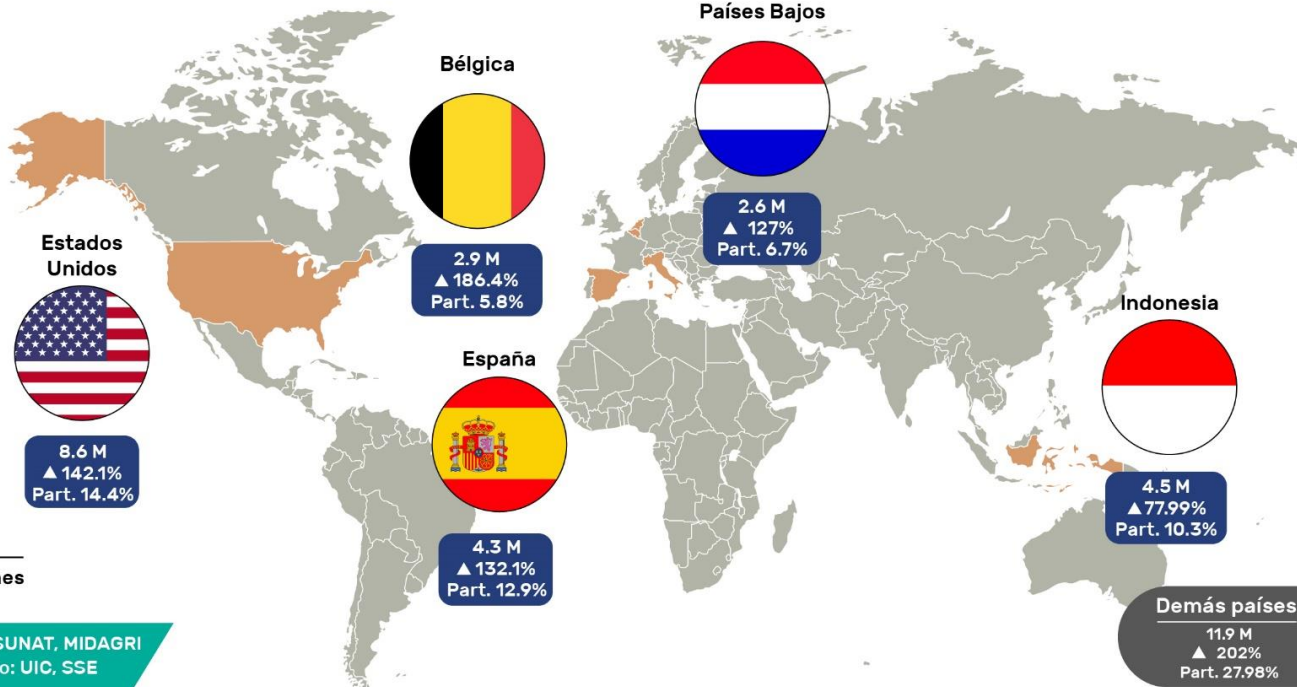 Países Bajos
2.6 M
▲ 127%
Part. 6.7%
Bélgica
2.9 M
▲ 186.4%
Part. 5.8%
Estados
Unidos
8.6 M
▲ 142.1%
Part. 14.4%
España
4.3 M
▲ 132.1%
Part. 12.9%
Indonesia
4.5 M
▲ 77.99%
Part. 10.3%
SUNAT, MIDAGRI
o: UIC, SSE
Demás países
11.9 M
▲ 202%
Part. 27.98%